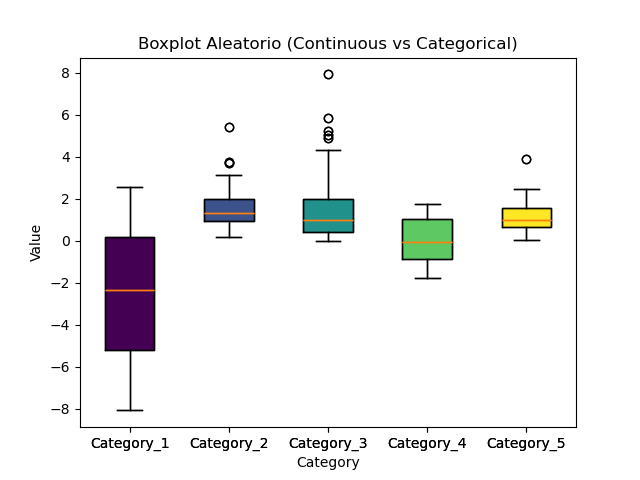 Boxplot Aleatorio (Continuous vs Categorical)
8
6
4
2
0
−2
−4
−6
−8
Value
Category_1 Category_2 Category_3 Category_4 Category_5
Category